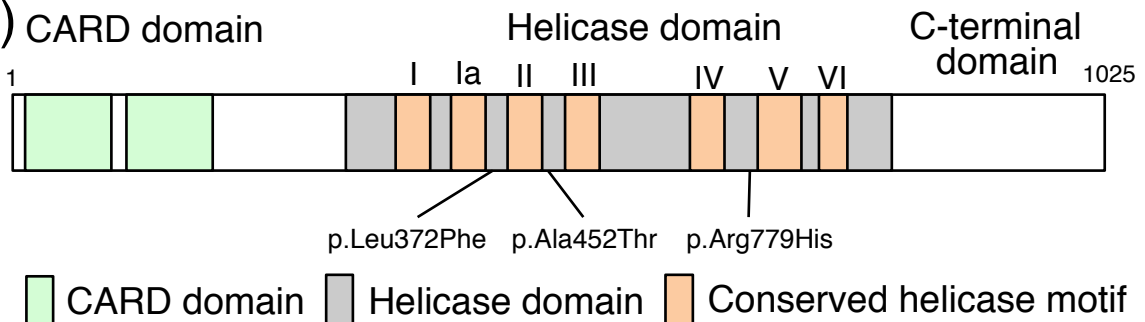 ) CARD domain Helicase domain C-terminal
domain
1 I Ia II III IV V VI 1025
p.Leu372Phe p.Ala452Thr p.Arg779His
CARD domain Helicase domain Conserved helicase motif